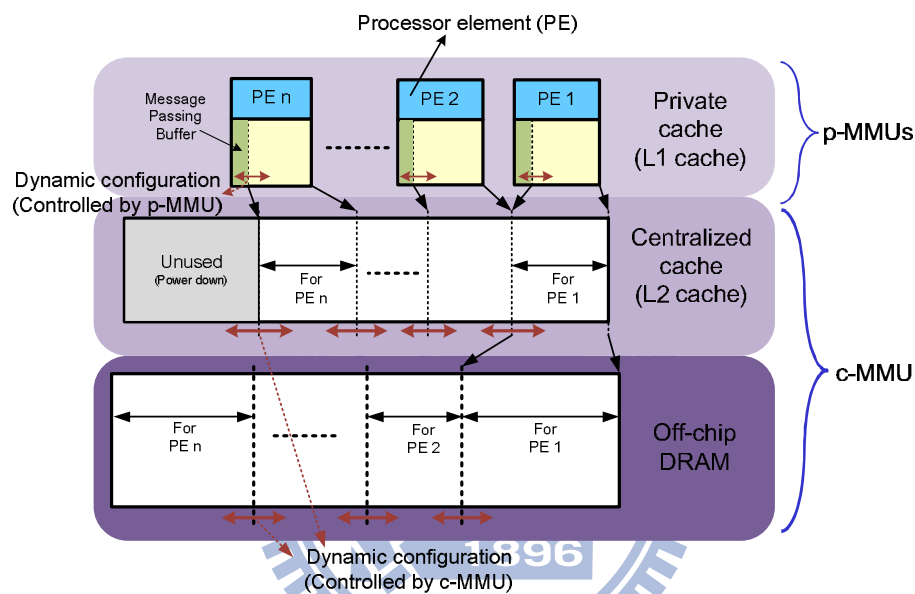 Processor element (PE)
PE n
PE 2
PE 1
Message
Passing
Buffer
Private
cache
(L1 cache)
p-MMUs
Dynamic configuration
(Controlled by p-MMU)
Unused
(Power down)
For
PE n
For
PE 1
Centralized
cache
(L2 cache)
c-MMU
For
PE n
For
PE 2
For
PE 1
Off-chip
DRAM
Dynamic configuration
(Controlled by c-MMU)
1896